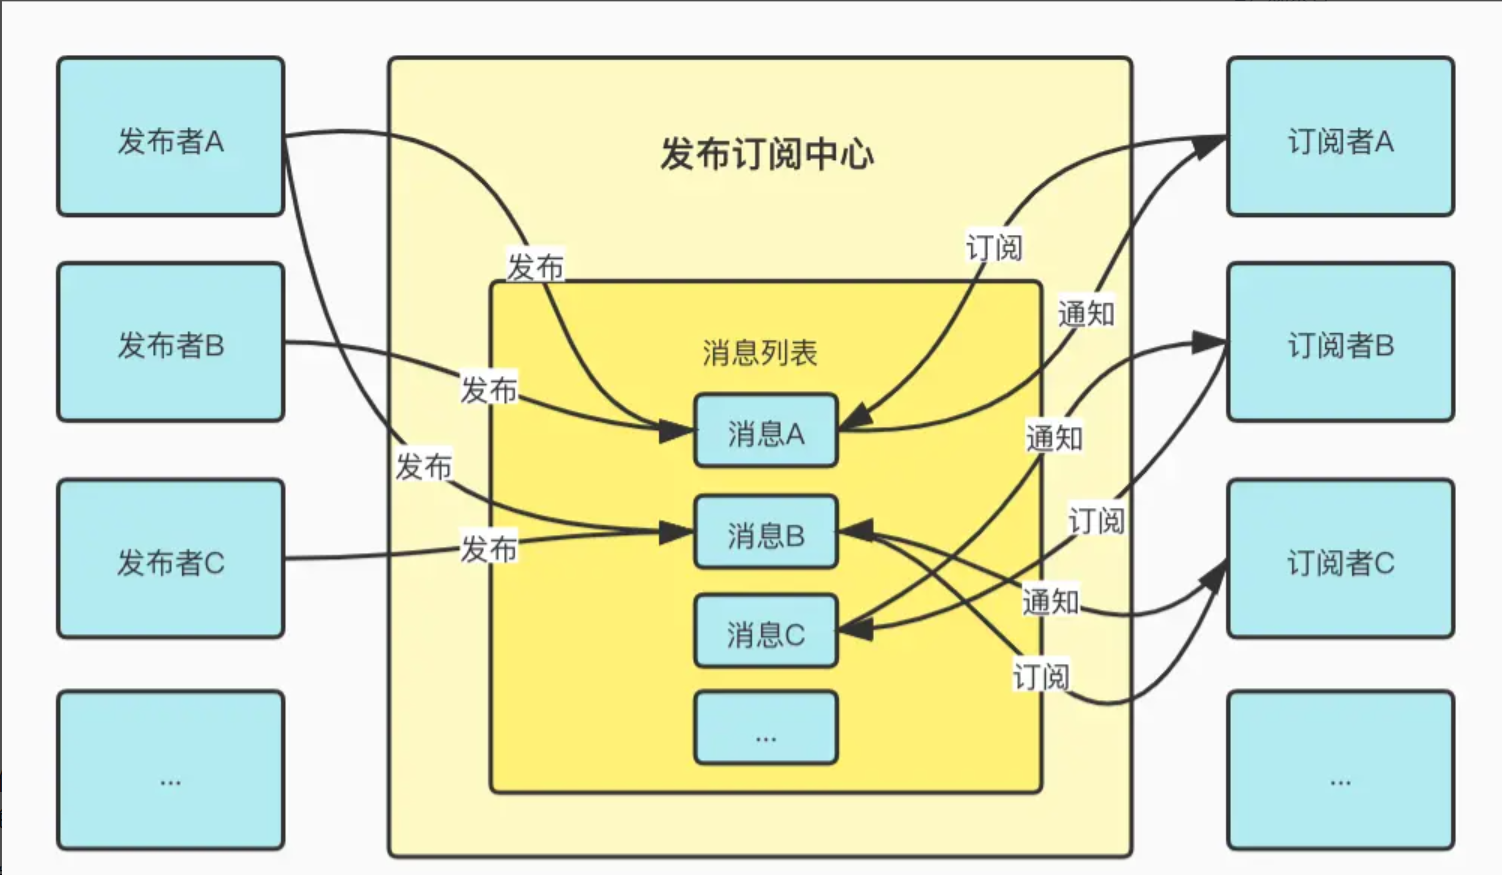 发布者A
发布者B
发布者C
...
发布订阅中心
发布
发布
发布
发布
消息列表
消息A
消息B
消息C
...
订阅
通知
通知
订阅
通知
订阅
订阅者A
订阅者B
订阅者C
...